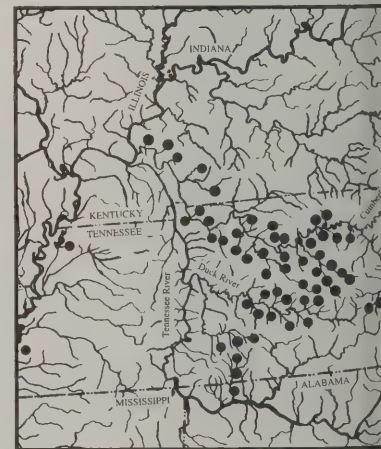 INDIANA
ILLINOIS
KENTUCKY
TENNESSEE
Duck River
Tennessee River
ALABAMA
MISSISSIPPI